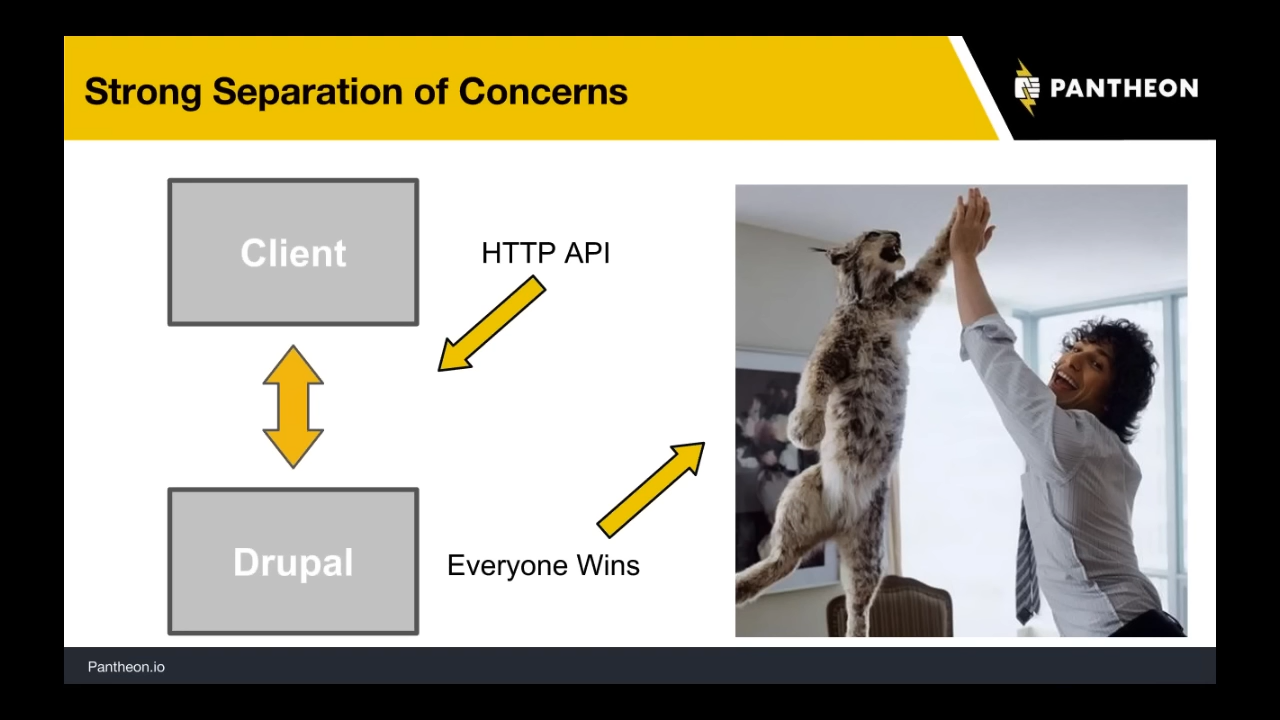 Strong Separation of Concerns
PANTHEON
Client
HTTP API
Drupal
Everyone Wins
Pantheon.io